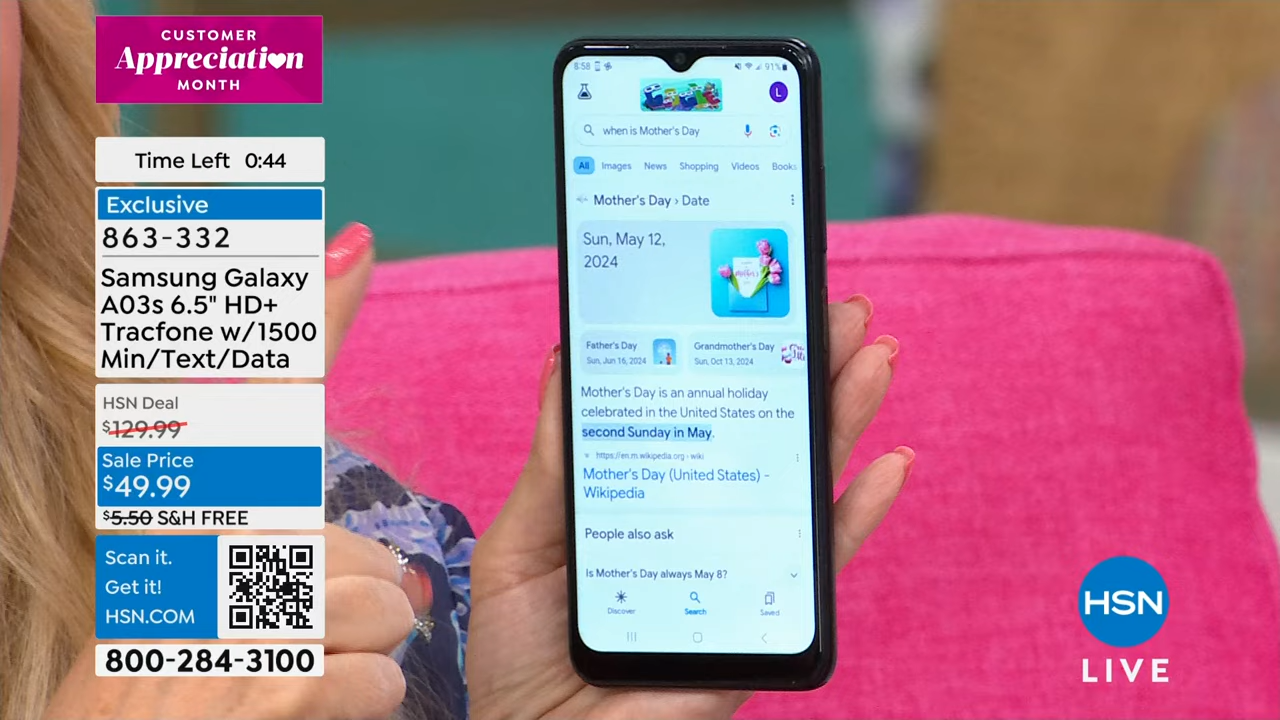 CUSTOMER
Appreciation
MONTH
Time Left 0:44
Exclusive
863-332
Samsung Galaxy
A03s 6.5" HD+
Tracfone w/1500
Min/Text/Data
HSN Deal
$129.99
Sale Price
$49.99
$5.50 S&H FREE
Scan it.
Get it!
HSN.COM
800-284-3100
8:58
91%
L
when is Mother's Day
All Images News Shopping Videos Books
Mother's Day › Date
Sun, May 12,
2024
Father's Day
Sun, Jun 16, 2024
Grandmother's Day
Sun, Oct 13, 2024
Mother's Day is an annual holiday
celebrated in the United States on the
second Sunday in May.
https://en.m.wikipedia.org › wiki
Mother's Day (United States) -
Wikipedia
People also ask
Is Mother's Day always May 8?
Discover Search Saved
HSN
LIVE